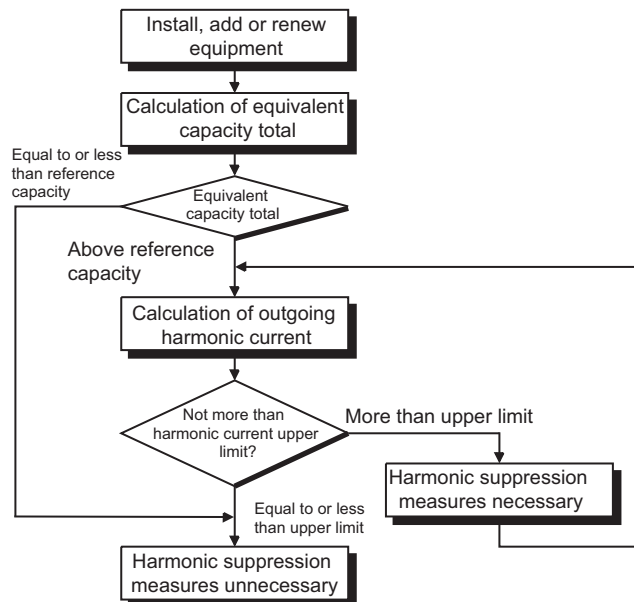 Install, add or renew
equipment
Calculation of equivalent
capacity total
Equal to or less
than reference
capacity
Equivalent
capacity total
Above reference
capacity
Calculation of outgoing
harmonic current
Not more than
harmonic current upper
limit?
More than upper limit
Harmonic suppression
measures necessary
Equal to or less
than upper limit
Harmonic suppression
measures unnecessary